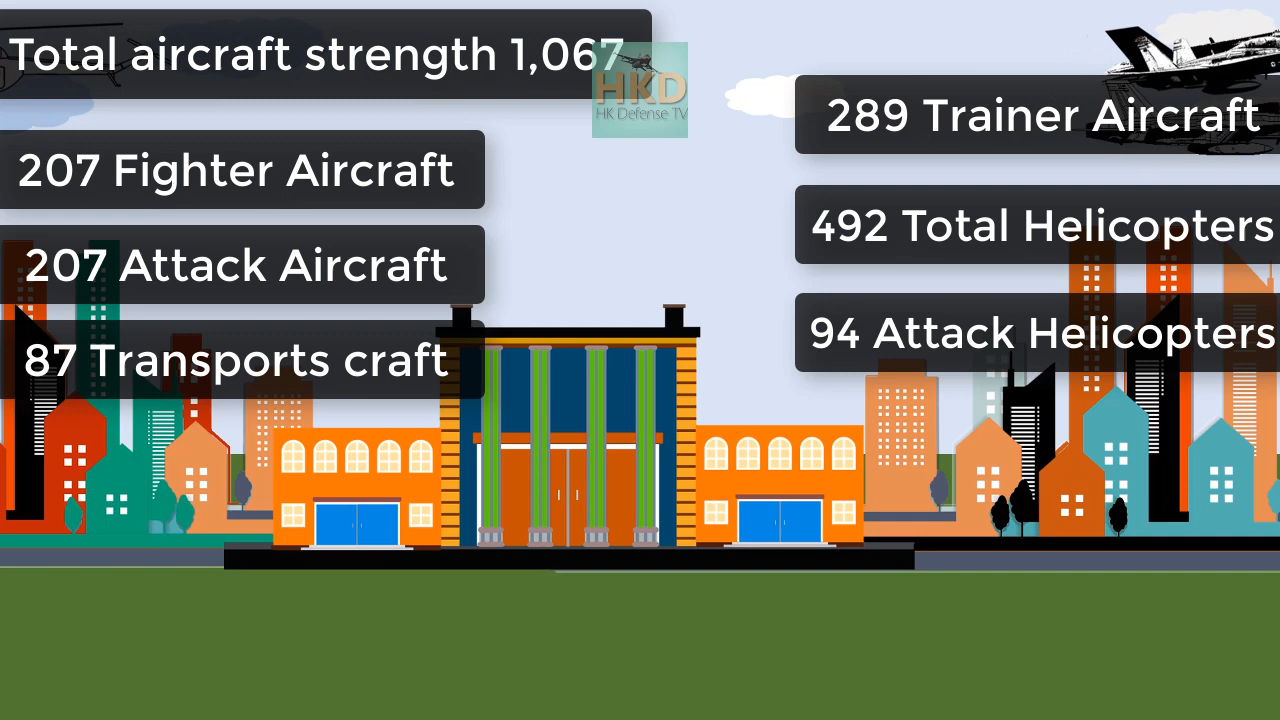 Total aircraft strength 1,067
HKD
HK Defense TV
207 Fighter Aircraft
207 Attack Aircraft
87 Transports craft
289 Trainer Aircraft
492 Total Helicopters
94 Attack Helicopters